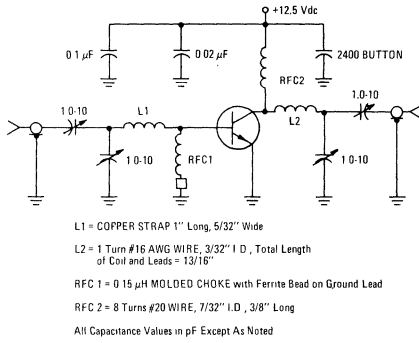 +12.5 Vdc
0 1 µF
0 02 µF
2400 BUTTON
RFC2
1.0-10
1 0-10
L1
L2
1 0-10
RFC1
1 0-10
L1 = COPPER STRAP 1" Long, 5/32" Wide
L2 = 1 Turn #16 AWG WIRE, 3/32" I D , Total Length
of Coil and Leads = 13/16"
RFC 1 = 0 15 µH MOLDED CHOKE with Ferrite Bead on Ground Lead
RFC 2 = 8 Turns #20 WIRE, 7/32" I.D , 3/8" Long
All Capacitance Values in pF Except As Noted